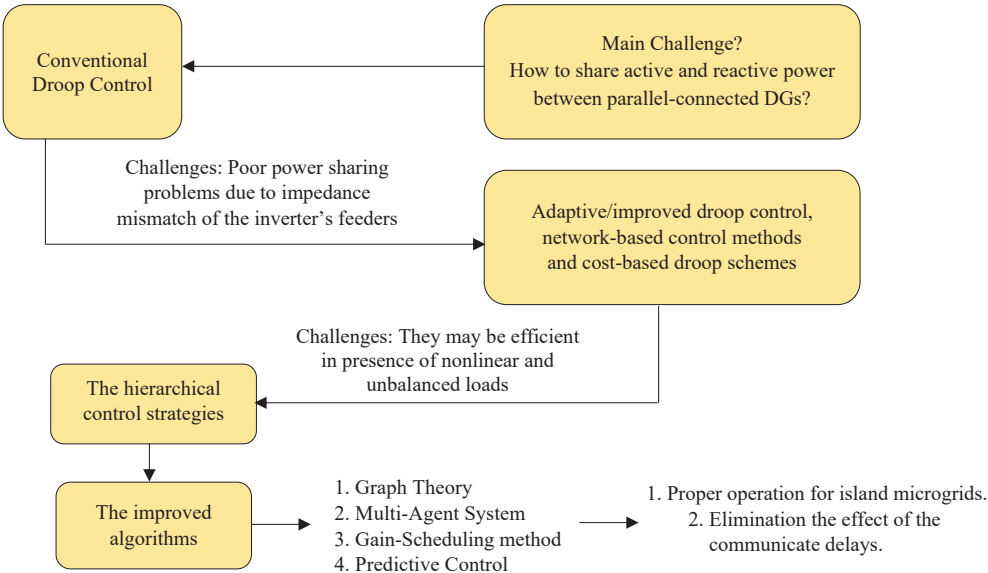 Conventional
Droop Control
Main Challenge?
How to share active and reactive power
between parallel-connected DGs?
Challenges: Poor power sharing
problems due to impedance
mismatch of the inverter's feeders
Adaptive/improved droop control,
network-based control methods
and cost-based droop schemes
Challenges: They may be efficient
in presence of nonlinear and
unbalanced loads
The hierarchical
control strategies
The improved
algorithms
1. Graph Theory
2. Multi-Agent System
3. Gain-Scheduling method
4. Predictive Control
1. Proper operation for island microgrids.
2. Elimination the effect of the
communicate delays.